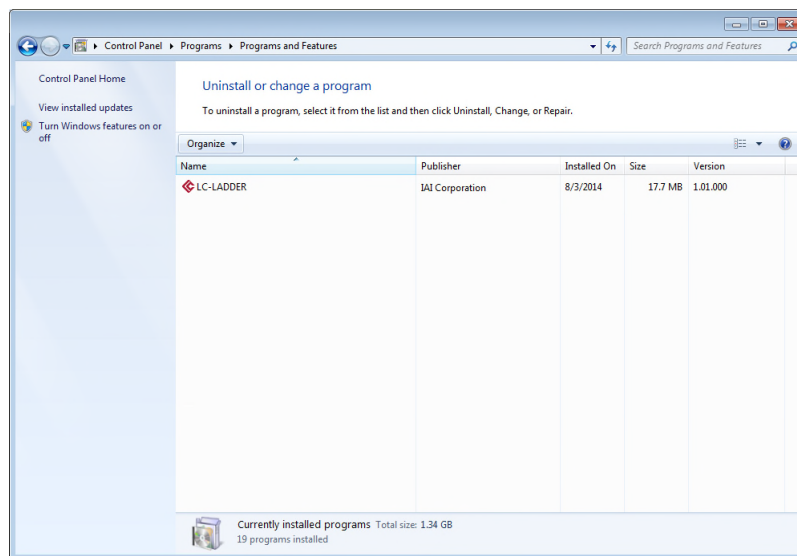 Control Panel Programs Programs and Features Search Programs and Features
Control Panel Home
View installed updates
Turn Windows features on or
off
Uninstall or change a program
To uninstall a program, select it from the list and then click Uninstall, Change, or Repair.
Organize
Name Publisher Installed On Size Version
LC-LADDER IAI Corporation 8/3/2014 17.7 MB 1.01.000
Currently installed programs Total size: 1.34 GB
19 programs installed